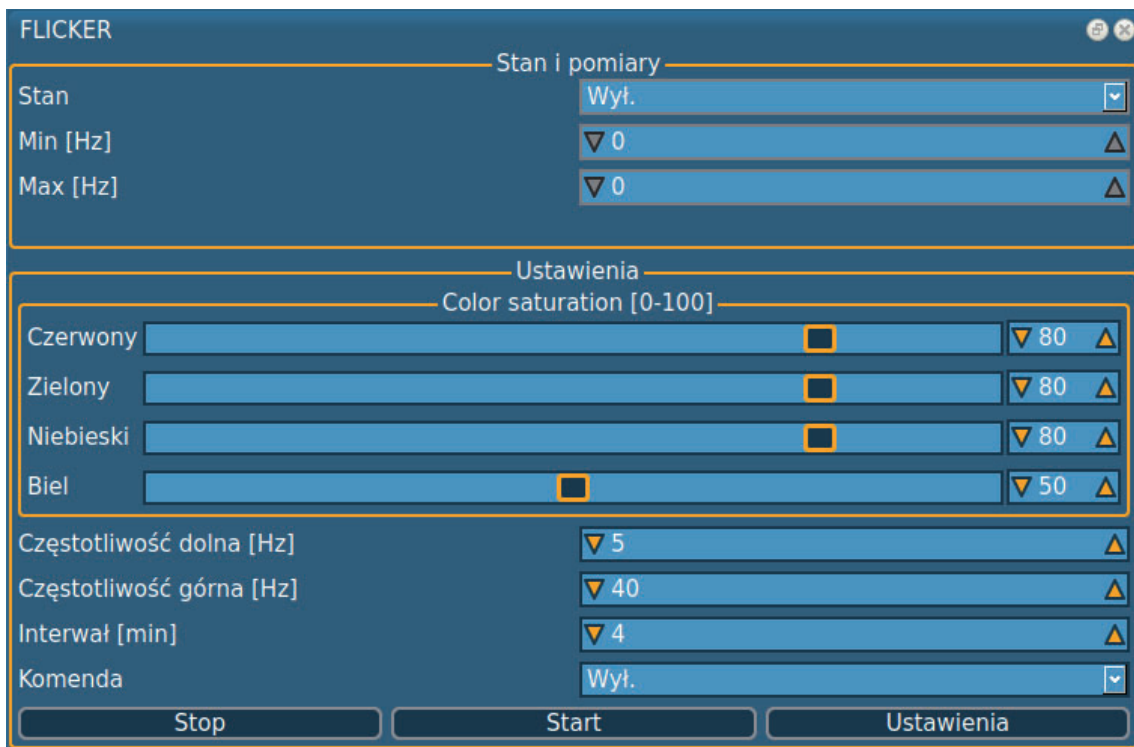 FLICKER
Stan i pomiary
Stan Wył.
Min [Hz] 0
Max [Hz] 0
Ustawienia
Color saturation [0-100]
Czerwony 80
Zielony 80
Niebieski 80
Biel 50
Częstotliwość dolna [Hz] 5
Częstotliwość górna [Hz] 40
Interwał [min] 4
Komenda Wył.
Stop Start Ustawienia